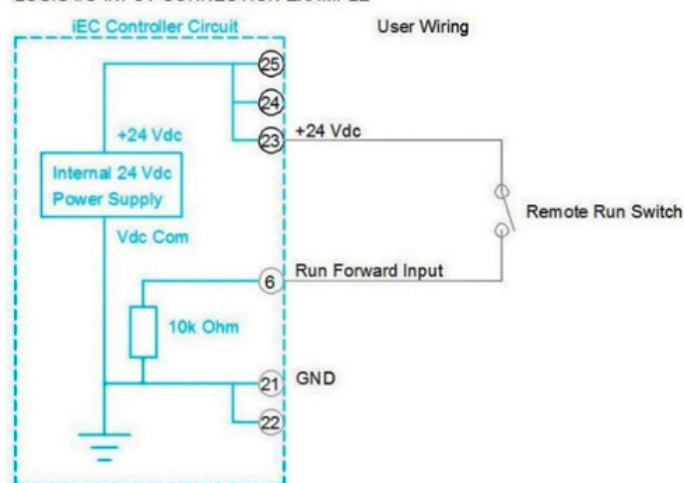 iEC Controller Circuit
User Wiring
25
24
+24 Vdc
23
+24 Vdc
Internal 24 Vdc
Power Supply
Remote Run Switch
Vdc Com
6
Run Forward Input
10k Ohm
21
GND
22